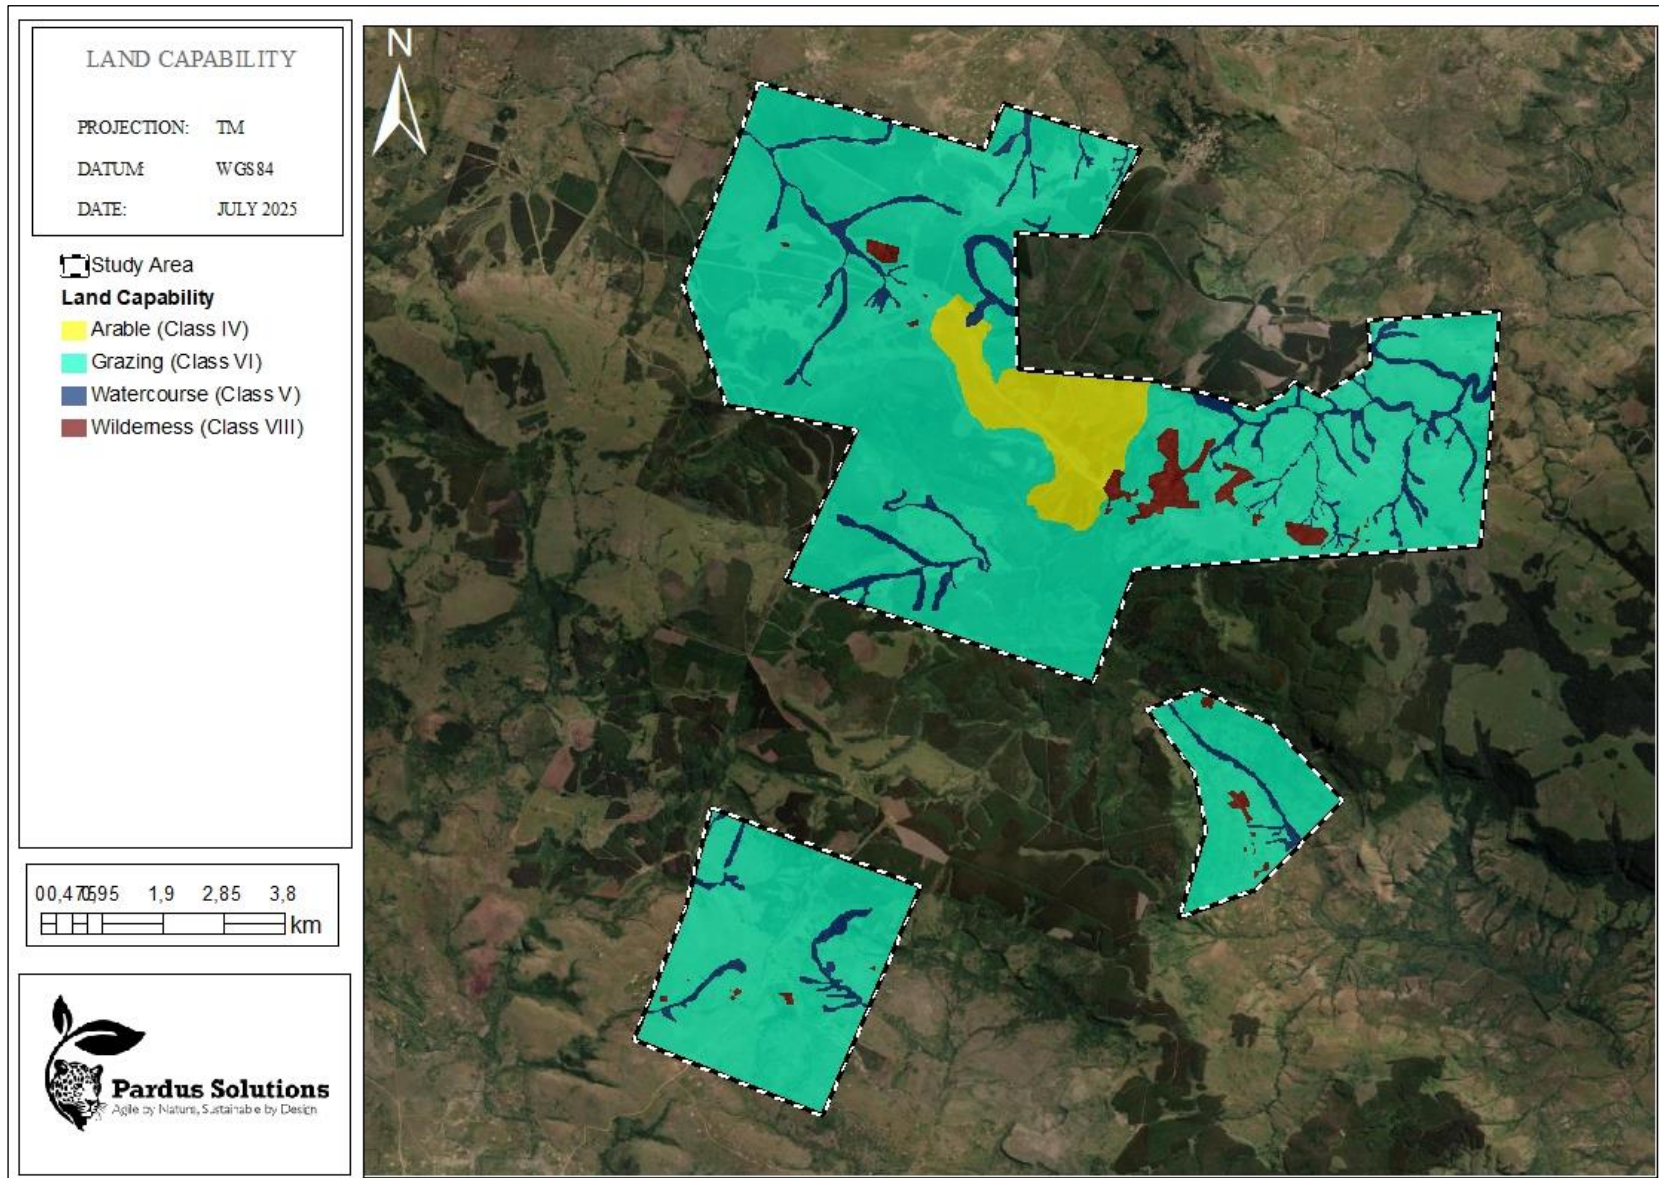 LAND CAPABILITY
PROJECTION: TM
DATUM: WGS84
DATE: JULY 2025
Study Area
Land Capability
Arable (Class IV)
Grazing (Class VI)
Watercourse (Class V)
Wilderness (Class VIII)
00,4750,95 1,9 2,85 3,8
km
Pardus Solutions
Agile by Nature, Sustainable by Design
N